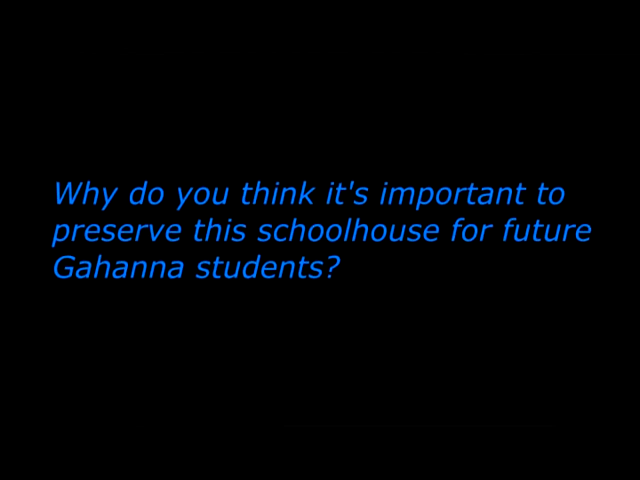 Why do you think it's important to
preserve this schoolhouse for future
Gahanna students?